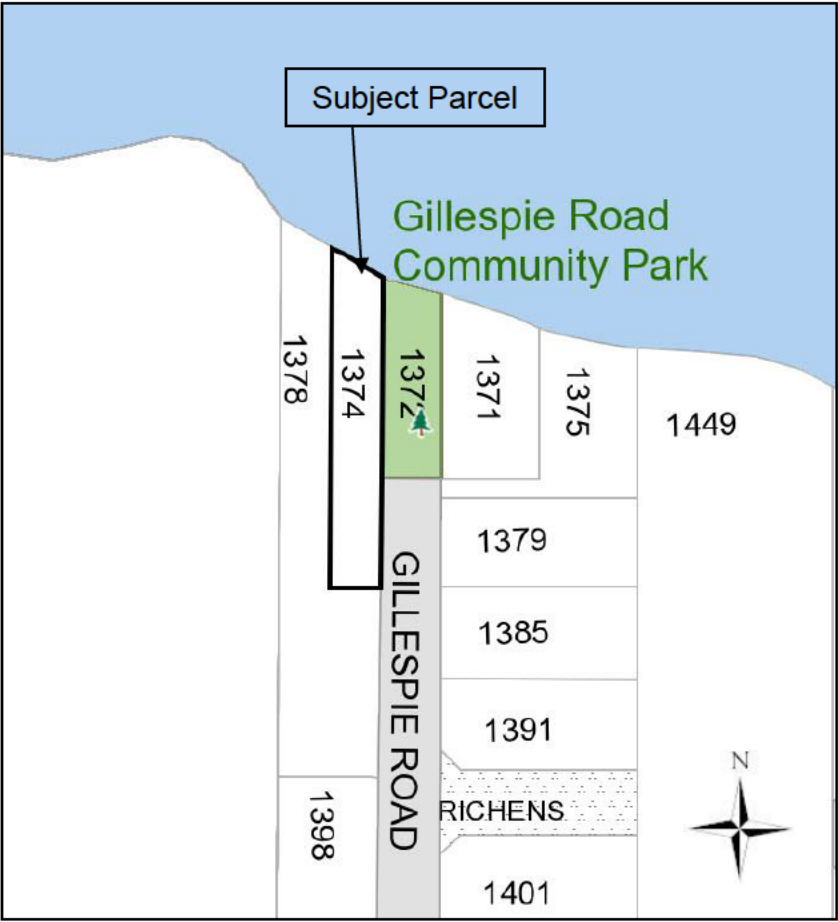 Subject Parcel
Gillespie Road
Community Park
1378
1374
1372
1371
1375
1449
1379
1385
1391
GILLESPIE ROAD
N
RICHENS
1398
1401